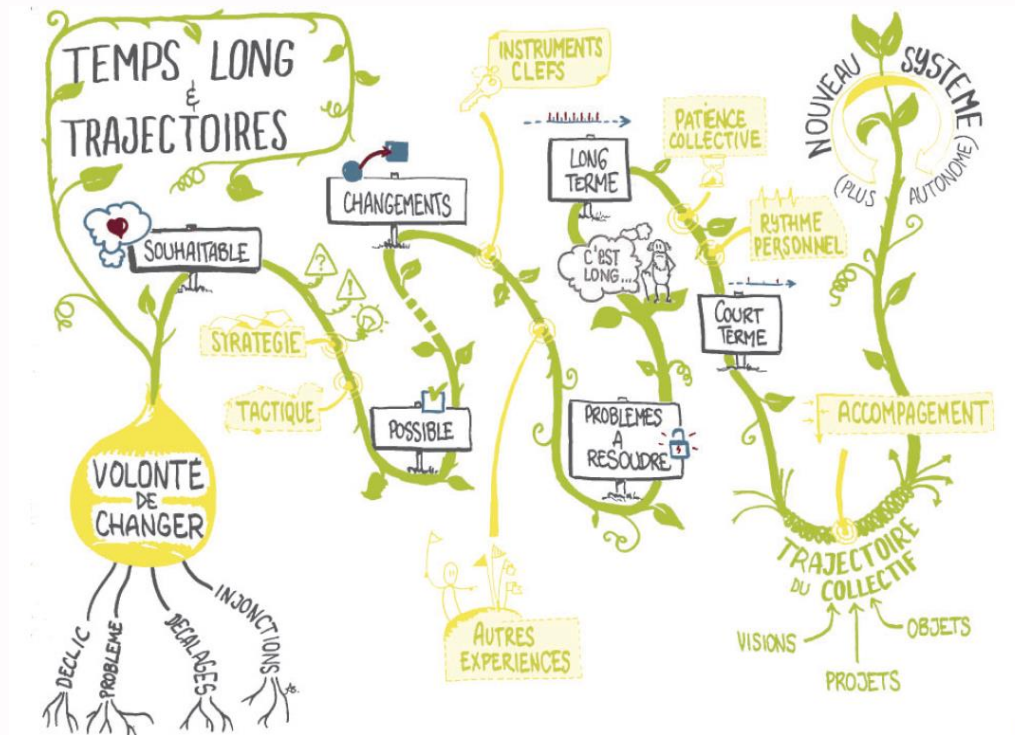 TEMPS LONG
&
TRAJECTOIRES
SOUHAITABLE
STRATEGIE
TACTIQUE
POSSIBLE
CHANGEMENTS
INSTRUMENTS
CLEFS
AUTRES
EXPERIENCES
PROBLEMES
A
RESOUDRE
C'EST
LONG...
LONG
TERME
PATIENCE
COLLECTIVE
RYTHME
PERSONNEL
COURT
TERME
ACCOMPAGEMENT
TRAJECTOIRE
DU COLLECTIF
VISIONS
PROJETS
OBJETS
NOUVEAU SYSTEME
(PLUS AUTONOME)
VOLONTÉ
DE
CHANGER
DECLIC
PROBLEME
DECALAGES
INJONCTIONS